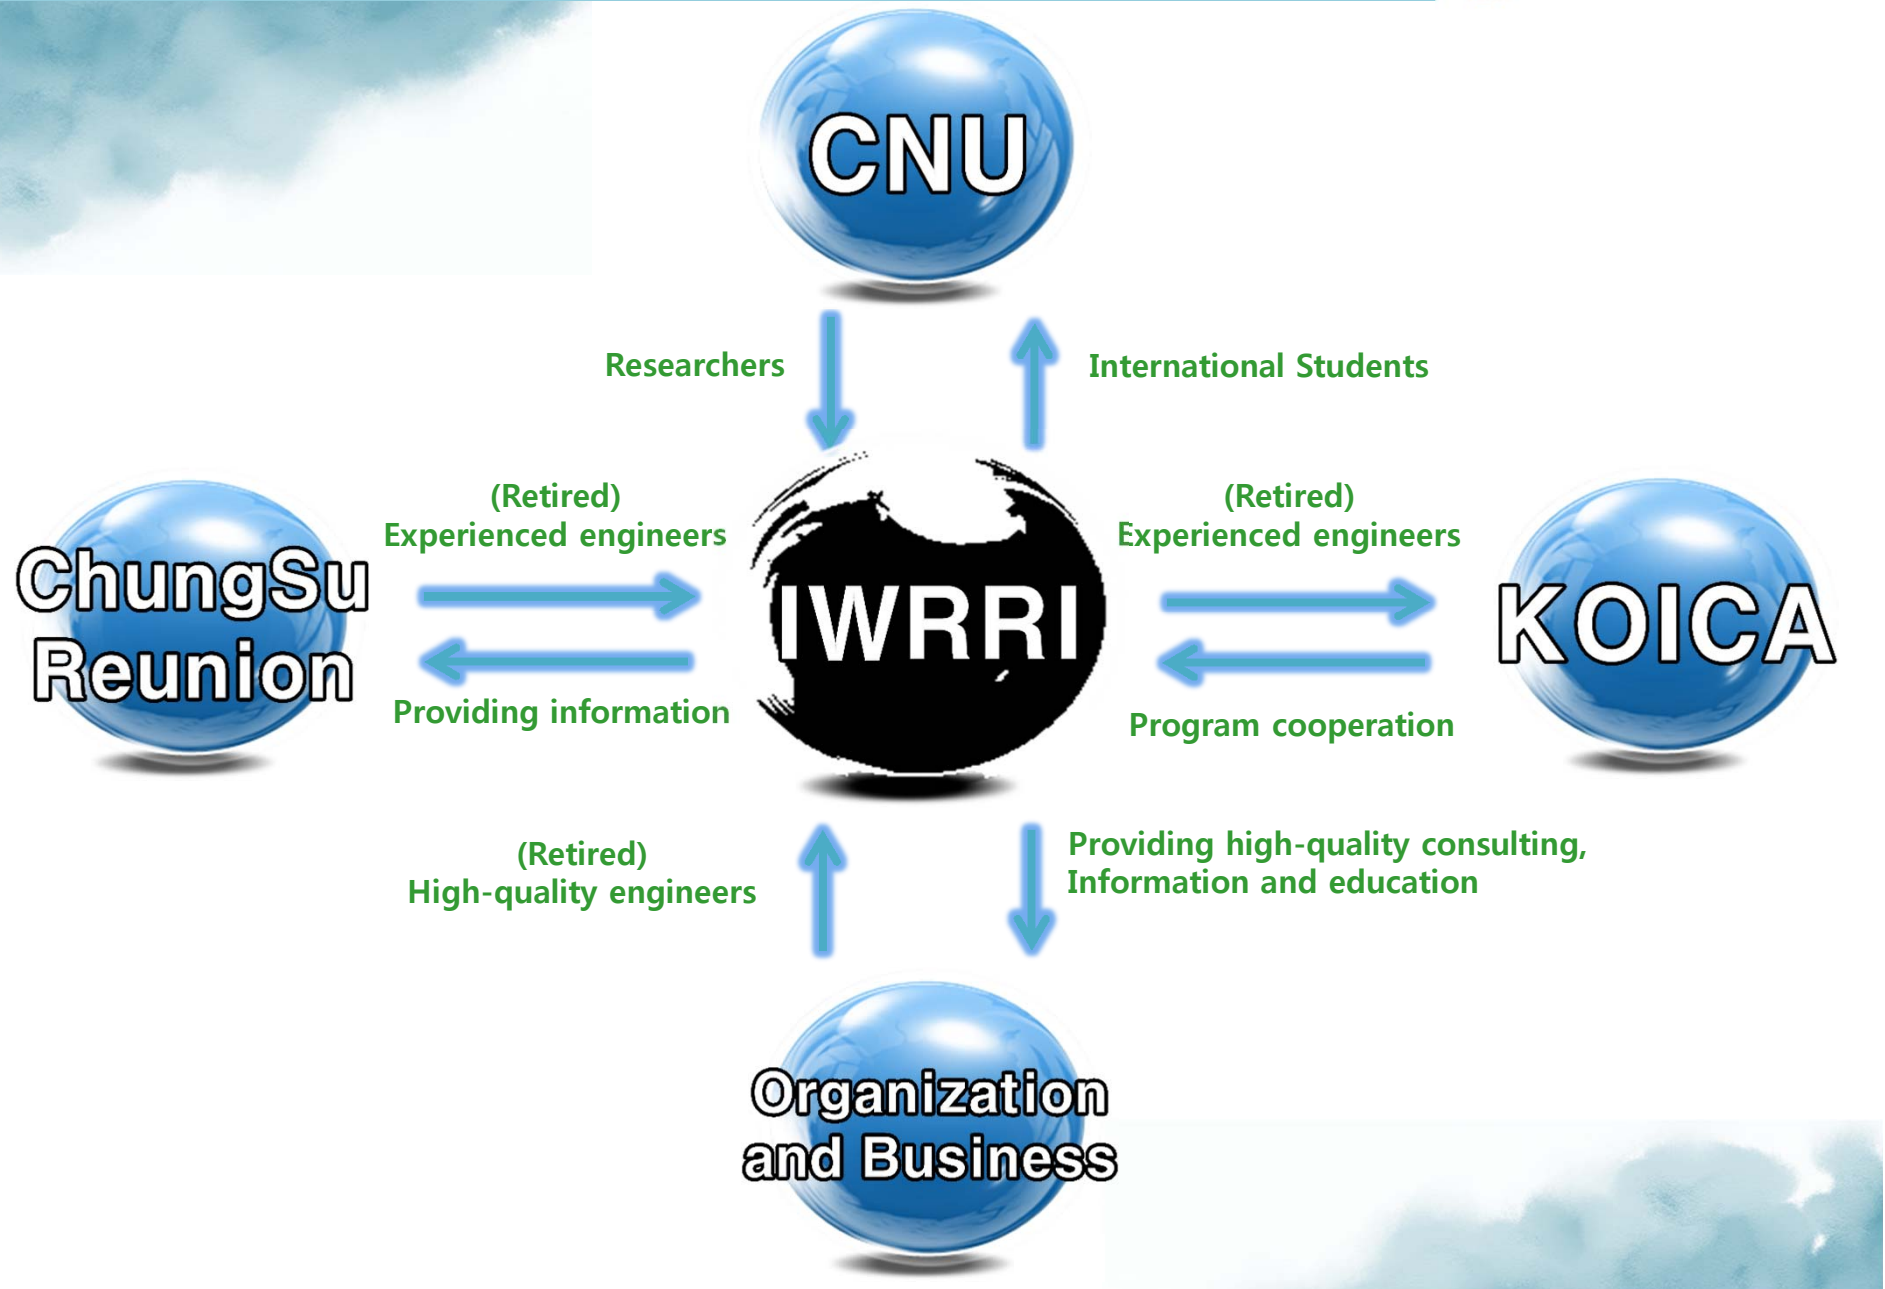 CNU
Researchers
International Students
(Retired)
Experienced engineers
(Retired)
Experienced engineers
ChungSu
Reunion
IWRRI
KOICA
Providing information
Program cooperation
(Retired)
High-quality engineers
Providing high-quality consulting,
Information and education
Organization
and Business